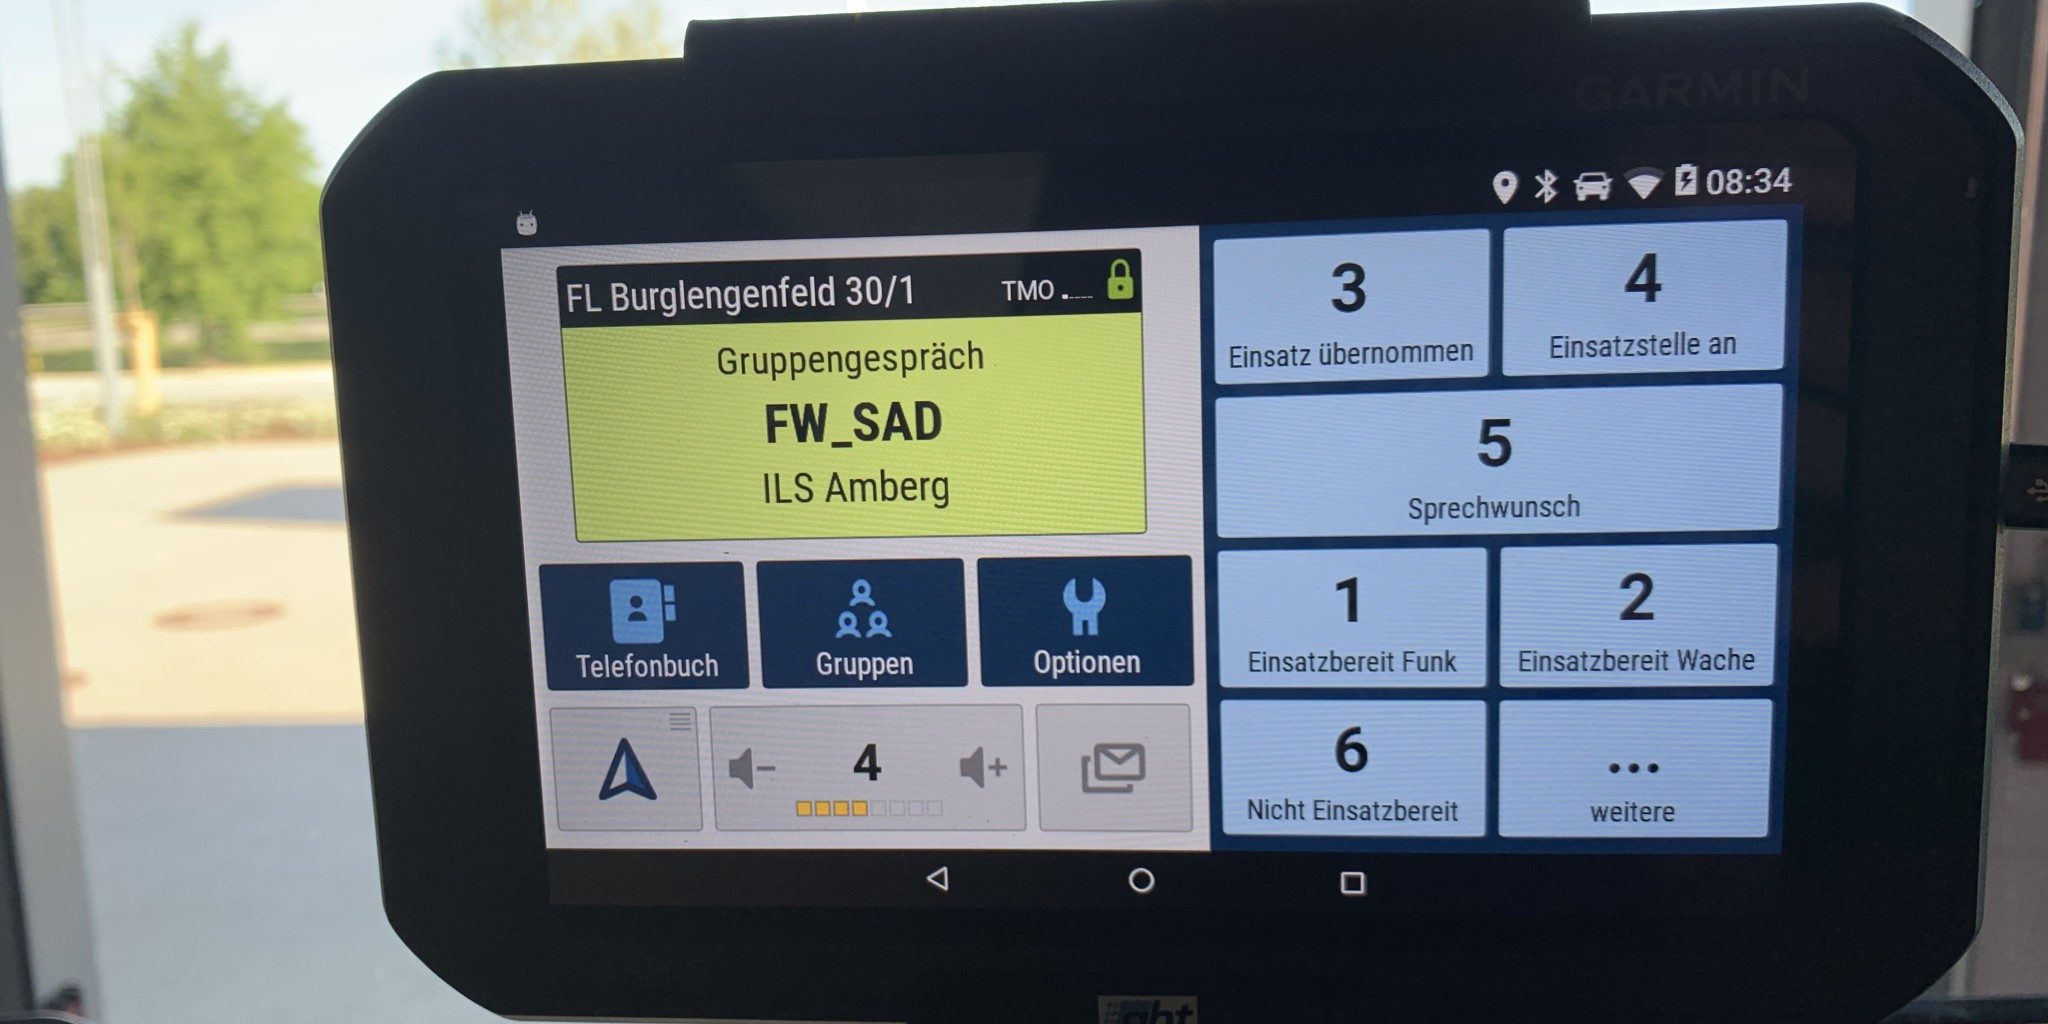 GARMIN
08:34
FL Burglengenfeld 30/1 TMO
Gruppengespräch
FW_SAD
ILS Amberg
Telefonbuch
Gruppen
Optionen
4
3
Einsatz übernommen
4
Einsatzstelle an
5
Sprechwunsch
1
Einsatzbereit Funk
2
Einsatzbereit Wache
6
Nicht Einsatzbereit
...
weitere